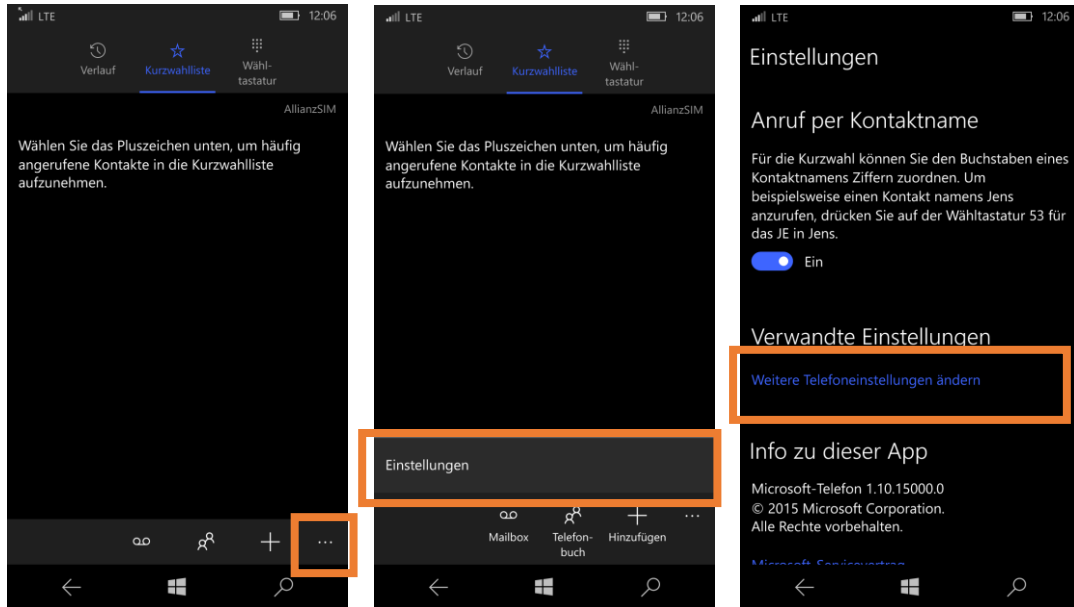 LTE 12:06
Verlauf
Kurzwahlliste
Wähl-
tastatur
AllianzSIM
Wählen Sie das Pluszeichen unten, um häufig
angerufene Kontakte in die Kurzwahlliste
aufzunehmen.
...
LTE 12:06
Verlauf
Kurzwahlliste
Wähl-
tastatur
AllianzSIM
Wählen Sie das Pluszeichen unten, um häufig
angerufene Kontakte in die Kurzwahlliste
aufzunehmen.
Einstellungen
...
Mailbox
Telefon-
buch
Hinzufügen
LTE 12:06
Einstellungen
Anruf per Kontaktname
Für die Kurzwahl können Sie den Buchstaben eines
Kontaktnamens Ziffern zuordnen. Um
beispielsweise einen Kontakt namens Jens
anzurufen, drücken Sie auf der Wähltastatur 53 für
das JE in Jens.
Ein
Verwandte Einstellungen
Weitere Telefoneinstellungen ändern
Info zu dieser App
Microsoft-Telefon 1.10.15000.0
© 2015 Microsoft Corporation.
Alle Rechte vorbehalten.
Microsoft-Servicevertrag